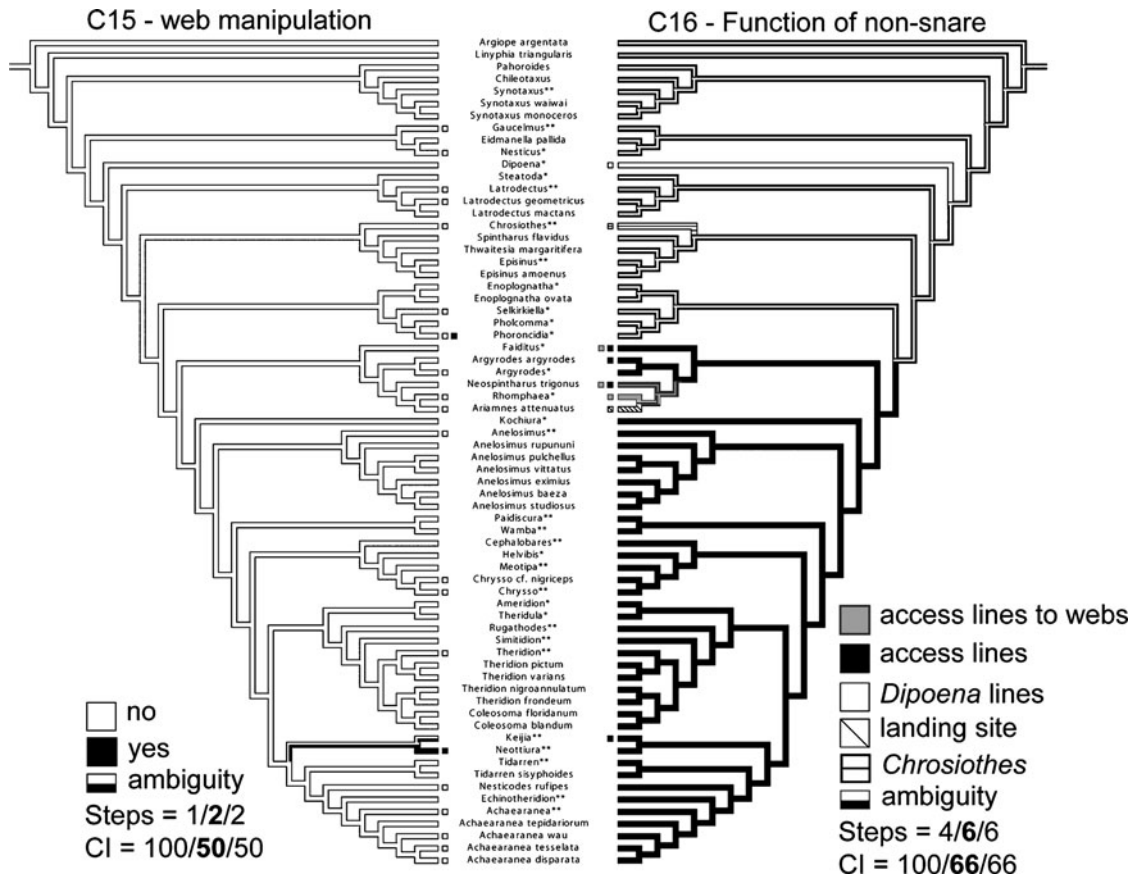 C15 - web manipulation
C16 - Function of non-snare
Argiope argentata
Linyphia triangularis
Pahoroides
Chileotaxus
Synotaxus**
Synotaxus waiwai
Synotaxus monoceros
Gaucelmus**
Eidmanella pallida
Nesticus*
Dipoena*
Steatoda*
Latrodectus**
Latrodectus geometricus
Latrodectus mactans
Chrosiothes**
Spintharus flavidus
Thwaitesia margaritifera
Episinus**
Episinus amoenus
Enoplognatha*
Enoplognatha ovata
Selkirkiella*
Pholcomma*
Phoroncidia*
Faiditus*
Argyrodes argyrodes
Argyrodes*
Neospintharus trigonus
Rhomphaea*
Ariamnes attenuatus
Kochiura*
Anelosimus**
Anelosimus rupununi
Anelosimus pulchellus
Anelosimus vittatus
Anelosimus eximius
Anelosimus baeza
Anelosimus studiosus
Paidiscura**
Wamba**
Cephalobares**
Helvibis*
Meotipa**
Chrysso cf. nigriceps
Chrysso**
Ameridion*
Theridula*
Rugathodes**
Simitidion**
Theridion**
Theridion pictum
Theridion varians
Theridion nigroannulatum
Theridion frondeum
Coleosoma floridanum
Coleosoma blandum
Keijia**
Neottiura**
Tidarren**
Tidarren sisyphoides
Nesticodes rufipes
Echinotheridion**
Achaearanea**
Achaearanea tepidariorum
Achaearanea wau
Achaearanea tesselata
Achaearanea disparata
no
yes
ambiguity
Steps = 1/2/2
CI = 100/50/50
access lines to webs
access lines
Dipoena lines
landing site
Chrosiothes
ambiguity
Steps = 4/6/6
CI = 100/66/66